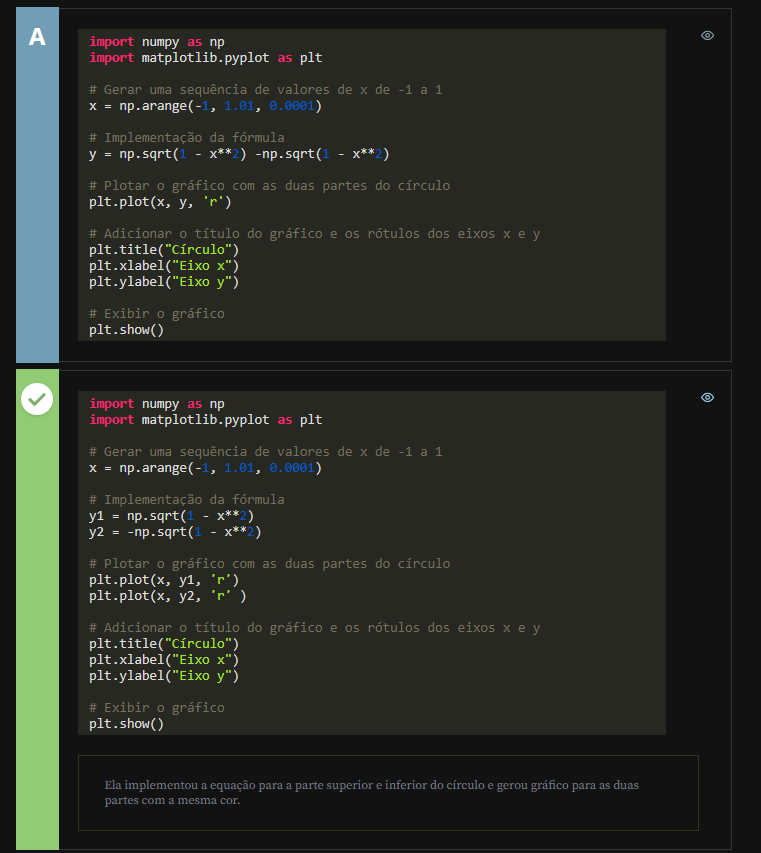 A
import numpy as np
import matplotlib.pyplot as plt
# Gerar uma sequência de valores de x de -1 a 1
x = np.arange(-1, 1.01, 0.0001)
# Implementação da fórmula
y = np.sqrt(1 - x**2) -np.sqrt(1 - x**2)
# Plotar o gráfico com as duas partes do círculo
plt.plot(x, y, 'r')
# Adicionar o título do gráfico e os rótulos dos eixos x e y
plt.title("Círculo")
plt.xlabel("Eixo x")
plt.ylabel("Eixo y")
# Exibir o gráfico
plt.show()
import numpy as np
import matplotlib.pyplot as plt
# Gerar uma sequência de valores de x de -1 a 1
x = np.arange(-1, 1.01, 0.0001)
# Implementação da fórmula
y1 = np.sqrt(1 - x**2)
y2 = -np.sqrt(1 - x**2)
# Plotar o gráfico com as duas partes do círculo
plt.plot(x, y1, 'r')
plt.plot(x, y2, 'r' )
# Adicionar o título do gráfico e os rótulos dos eixos x e y
plt.title("Círculo")
plt.xlabel("Eixo x")
plt.ylabel("Eixo y")
# Exibir o gráfico
plt.show()
Ela implementou a equação para a parte superior e inferior do círculo e gerou gráfico para as duas
partes com a mesma cor.